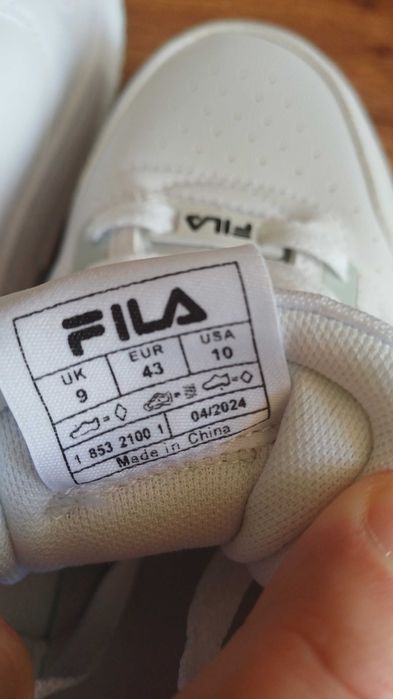 FILA
FILA
UK EUR USA
9 43 10
04/2024
1 853 2100 1
Made in China